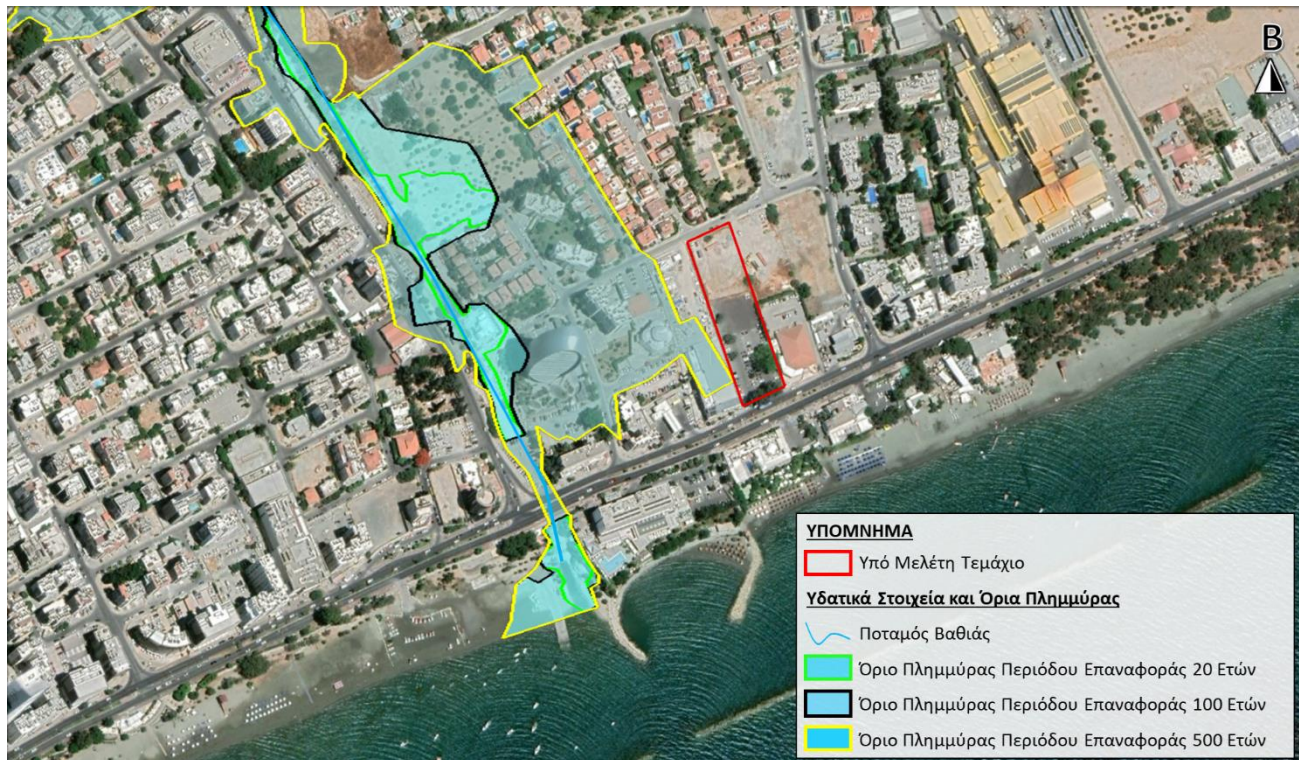 Β
ΥΠΟΜΝΗΜΑ
Υπό Μελέτη Τεμάχιο
Υδατικά Στοιχεία και Όρια Πλημμύρας
Ποταμός Βαθιάς
Όριο Πλημμύρας Περιόδου Επαναφοράς 20 Ετών
Όριο Πλημμύρας Περιόδου Επαναφοράς 100 Ετών
Όριο Πλημμύρας Περιόδου Επαναφοράς 500 Ετών